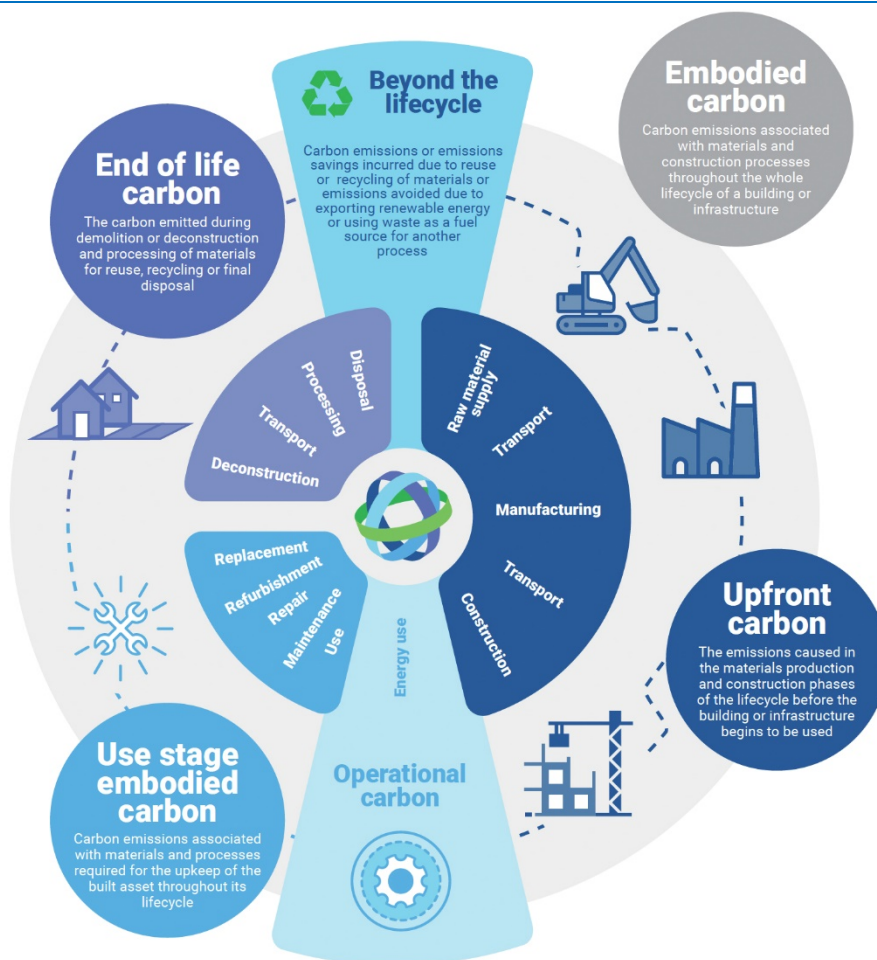 Beyond the
lifecycle
Carbon emissions or emissions
savings incurred due to reuse
or recycling of materials or
emissions avoided due to
exporting renewable energy
or using waste as a fuel
source for another
process
Embodied
carbon
Carbon emissions associated
with materials and
construction processes
throughout the whole
lifecycle of a building or
infrastructure
End of life
carbon
The carbon emitted during
demolition or deconstruction
and processing of materials
for reuse, recycling or final
disposal
Disposal
Processing
Transport
Deconstruction
Raw material
supply
Transport
Manufacturing
Transport
Construction
Replacement
Refurbishment
Repair
Maintenance
Use
Energy use
Upfront
carbon
The emissions caused in
the materials production
and construction phases
of the lifecycle before the
building or infrastructure
begins to be used
Use stage
embodied
carbon
Carbon emissions associated
with materials and processes
required for the upkeep of the
built asset throughout its
lifecycle
Operational
carbon